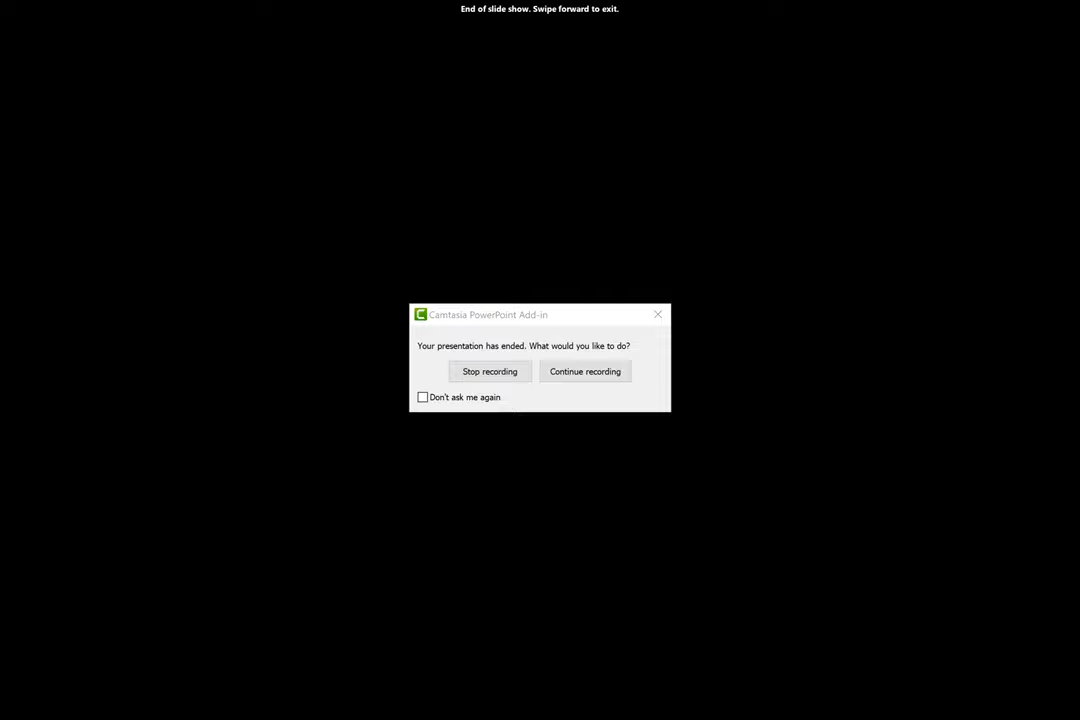 End of slide show. Swipe forward to exit.
Camtasia PowerPoint Add-in
Your presentation has ended. What would you like to do?
Stop recording
Continue recording
Don't ask me again